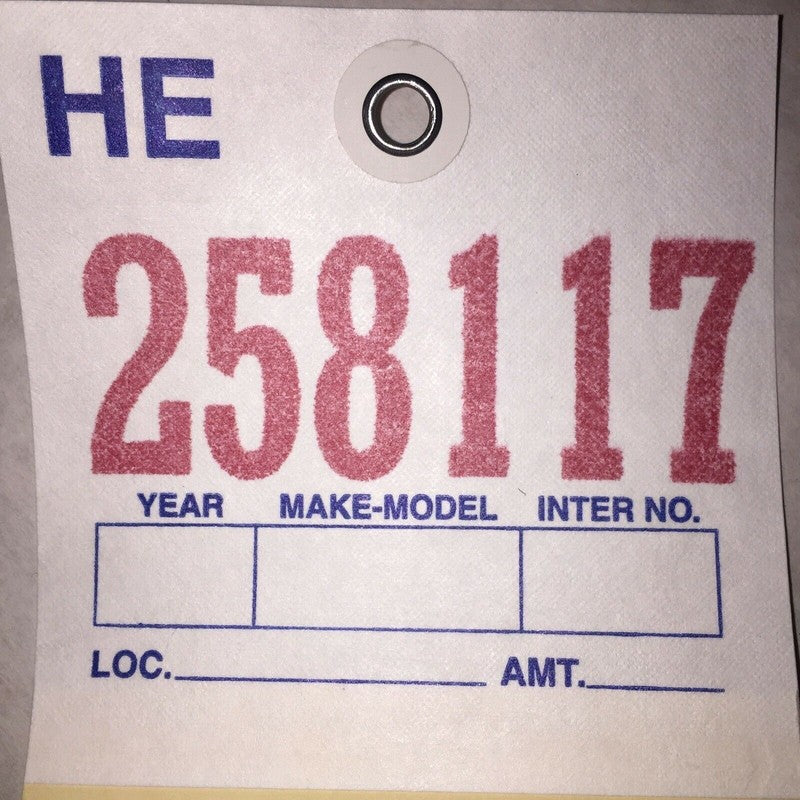 HE
258117
YEAR MAKE-MODEL INTER NO.
LOC. AMT.